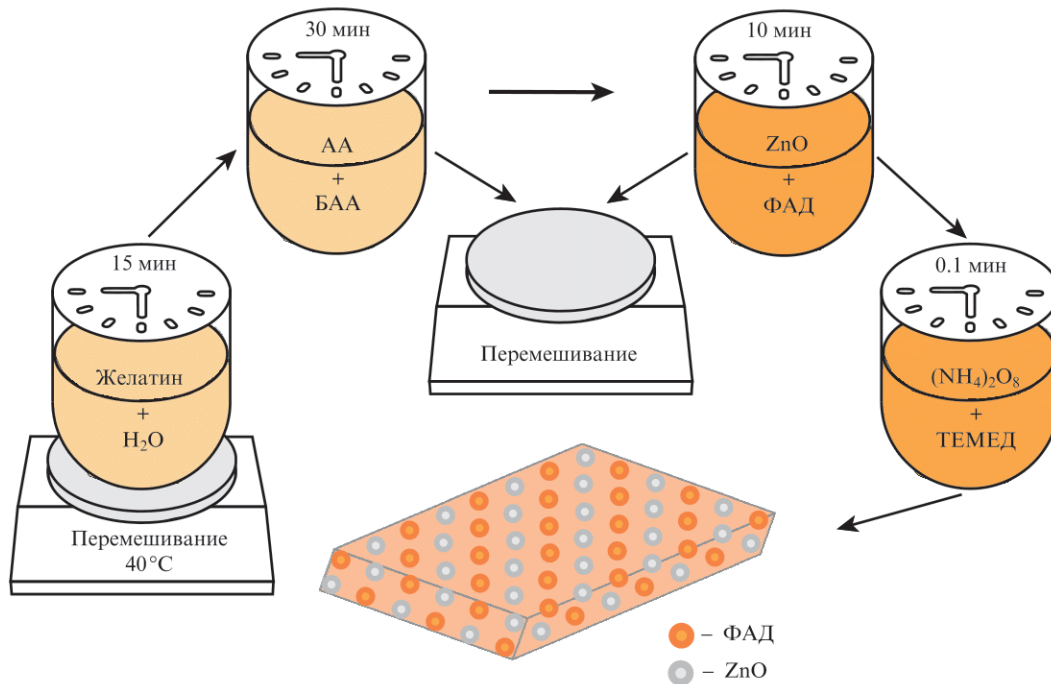 15 мин
Желатин
+
H₂O
Перемешивание
40°C
30 мин
АА
+
БАА
Перемешивание
10 мин
ZnO
+
ФАД
0.1 мин
(NH₄)₂O₈
+
ТЕМЕД
– ФАД
– ZnO